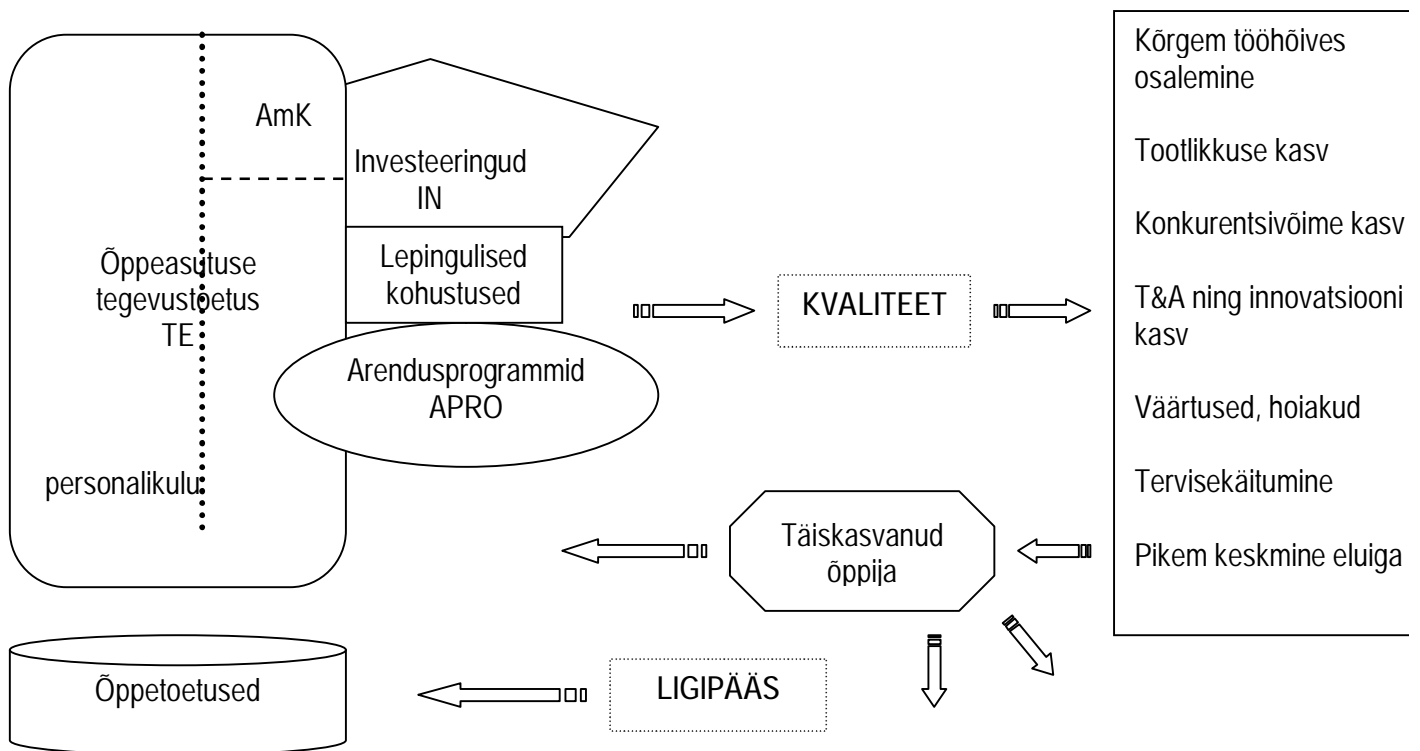 AmK
Investeeringud
IN
Õppeasutuse
tegevustoetus
TE
Lepingulised
kohustused
Arendusprogrammid
APRO
personalikulu
Õppetoetused
KVALITEET
Täiskasvanud
õppija
LIGIPÄÄS
Kõrgem tööhõives
osalemine
Tootlikkuse kasv
Konkurentsivõime kasv
T&A ning innovatsiooni
kasv
Väärtused, hoiakud
Tervisekäitumine
Pikem keskmine eluiga